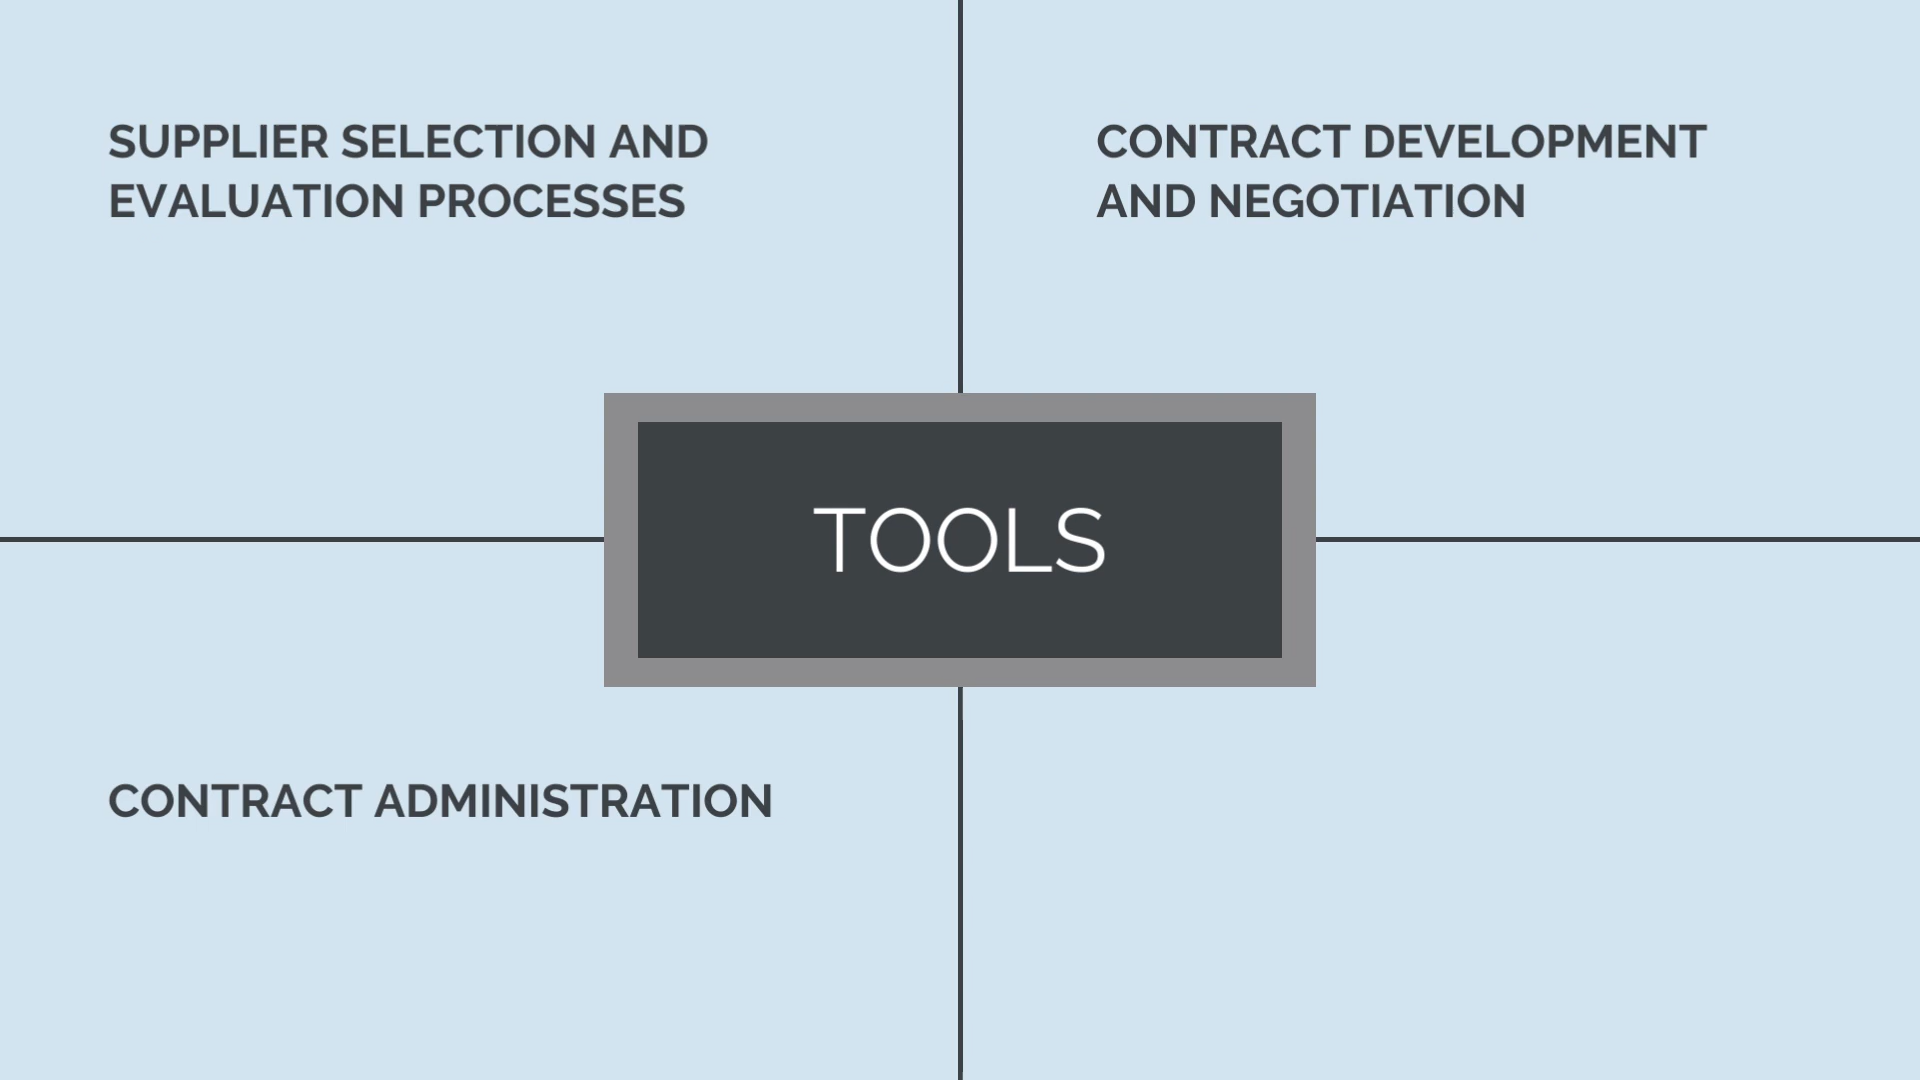 SUPPLIER SELECTION AND
EVALUATION PROCESSES
CONTRACT DEVELOPMENT
AND NEGOTIATION
TOOLS
CONTRACT ADMINISTRATION